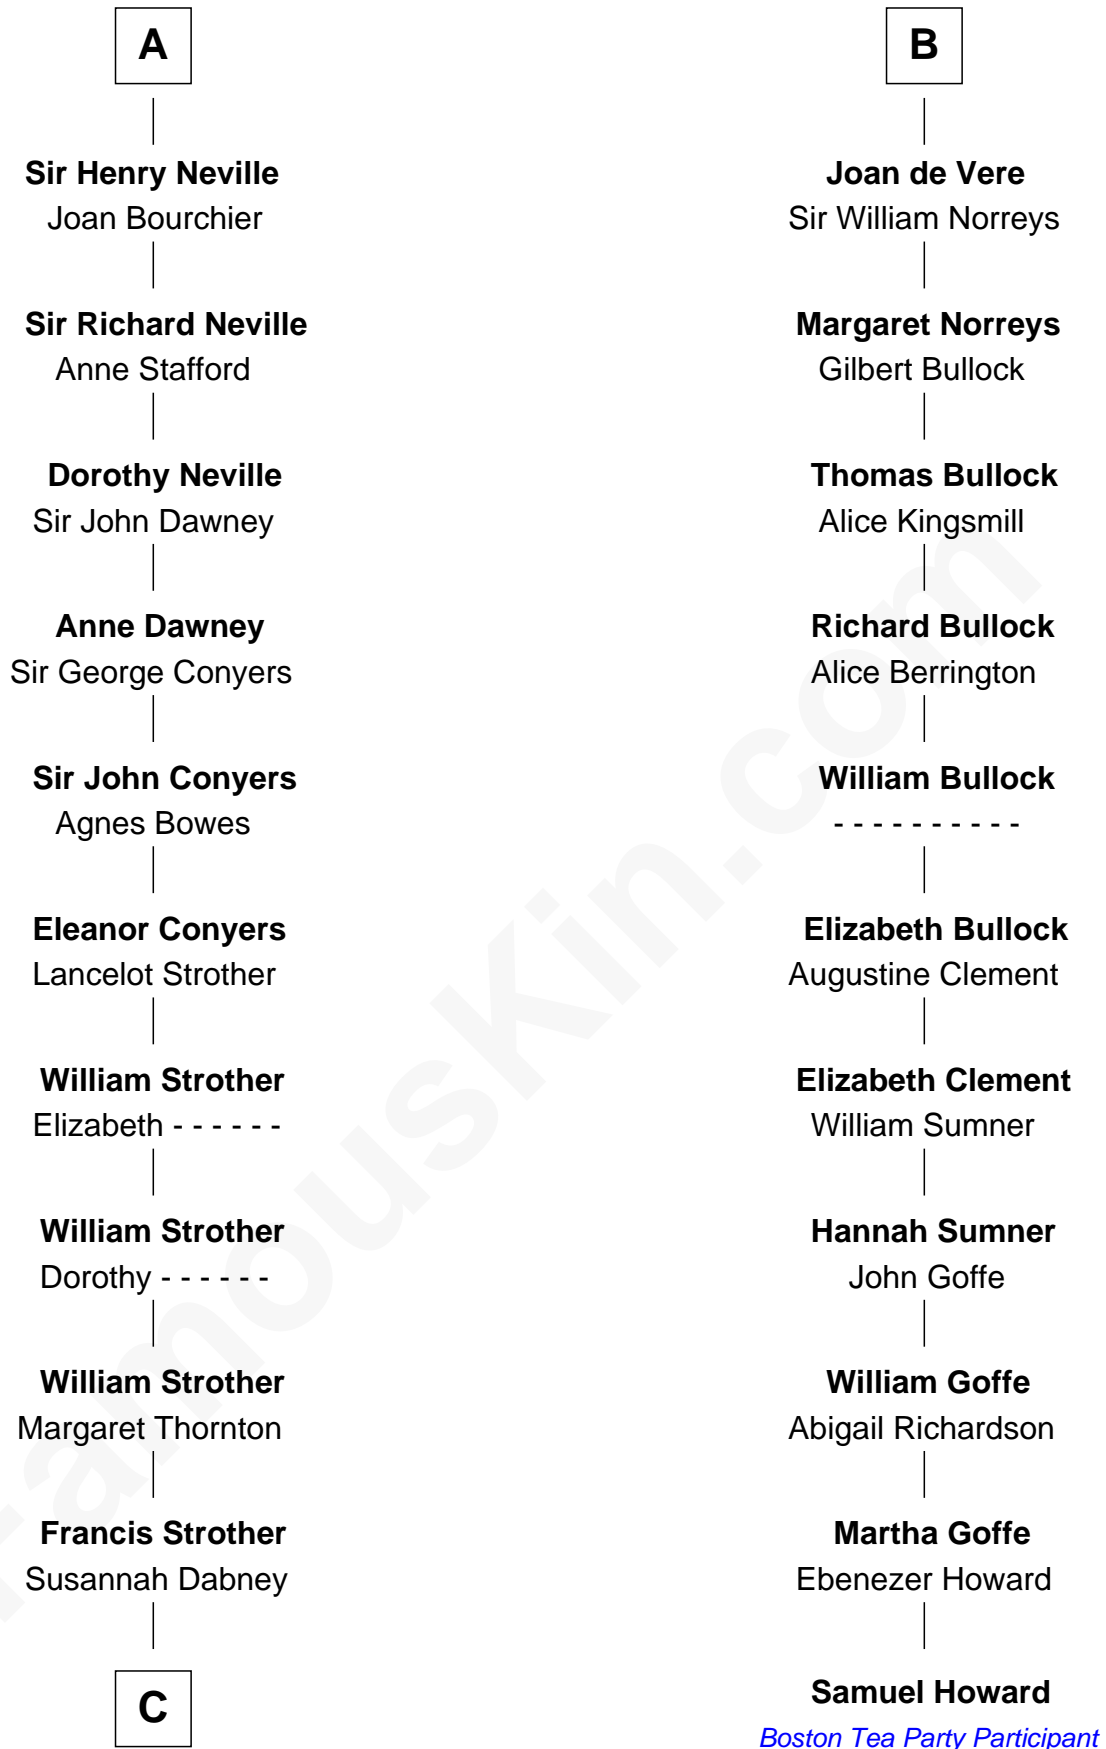 A
Sir Henry Neville
Joan Bourchier
Sir Richard Neville
Anne Stafford
Dorothy Neville
Sir John Dawney
Anne Dawney
Sir George Conyers
Sir John Conyers
Agnes Bowes
Eleanor Conyers
Lancelot Strother
William Strother
Elizabeth - - - - - -
William Strother
Dorothy - - - - - -
William Strother
Margaret Thornton
Francis Strother
Susannah Dabney
C
B
Joan de Vere
Sir William Norreys
Margaret Norreys
Gilbert Bullock
Thomas Bullock
Alice Kingsmill
Richard Bullock
Alice Berrington
William Bullock
- - - - - - - - - -
Elizabeth Bullock
Augustine Clement
Elizabeth Clement
William Sumner
Hannah Sumner
John Goffe
William Goffe
Abigail Richardson
Martha Goffe
Ebenezer Howard
Samuel Howard
Boston Tea Party Participant
FamousKin.com